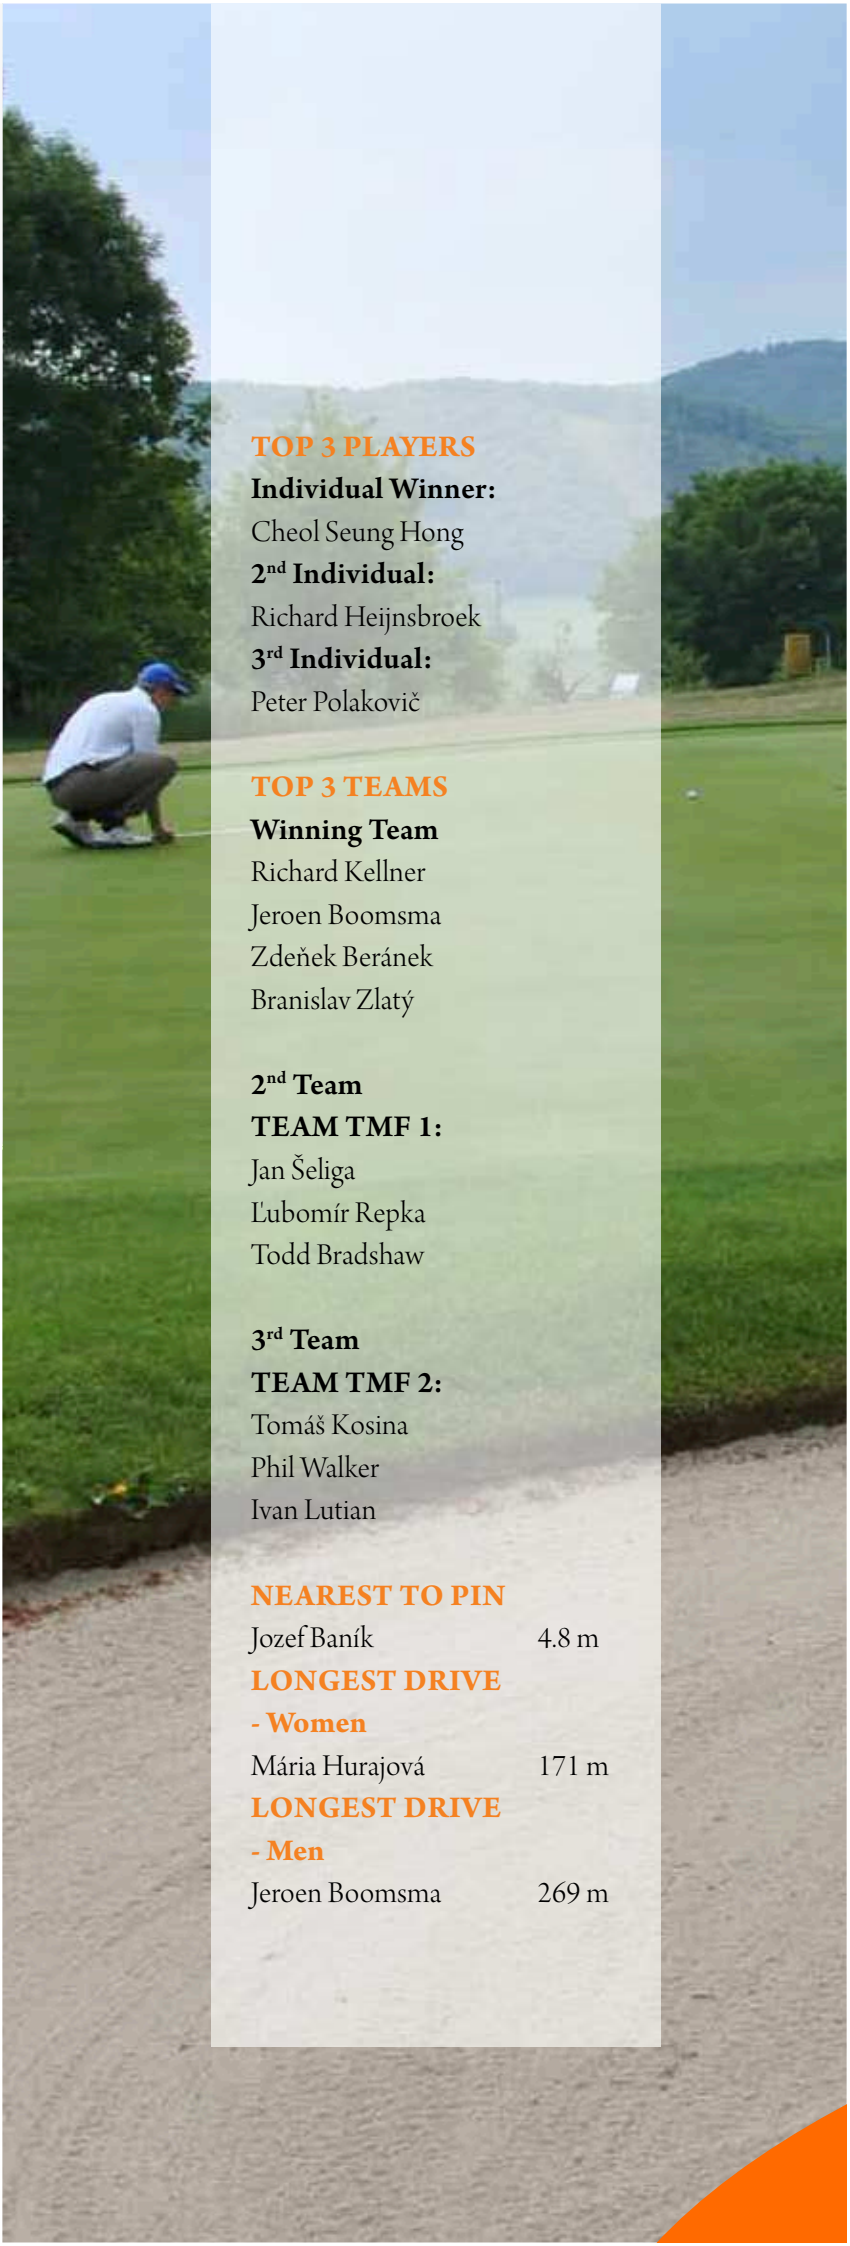 TOP 3 PLAYERS
Individual Winner:
Cheol Seung Hong
2nd Individual:
Richard Heijnsbroek
3rd Individual:
Peter Polakovič
TOP 3 TEAMS
Winning Team
Richard Kellner
Jeroen Boomsma
Zdeňek Beránek
Branislav Zlatý
2nd Team
TEAM TMF 1:
Jan Šeliga
Ľubomír Repka
Todd Bradshaw
3rd Team
TEAM TMF 2:
Tomáš Kosina
Phil Walker
Ivan Lutian
NEAREST TO PIN
Jozef Baník 4.8 m
LONGEST DRIVE
- Women
Mária Hurajová 171 m
LONGEST DRIVE
- Men
Jeroen Boomsma 269 m